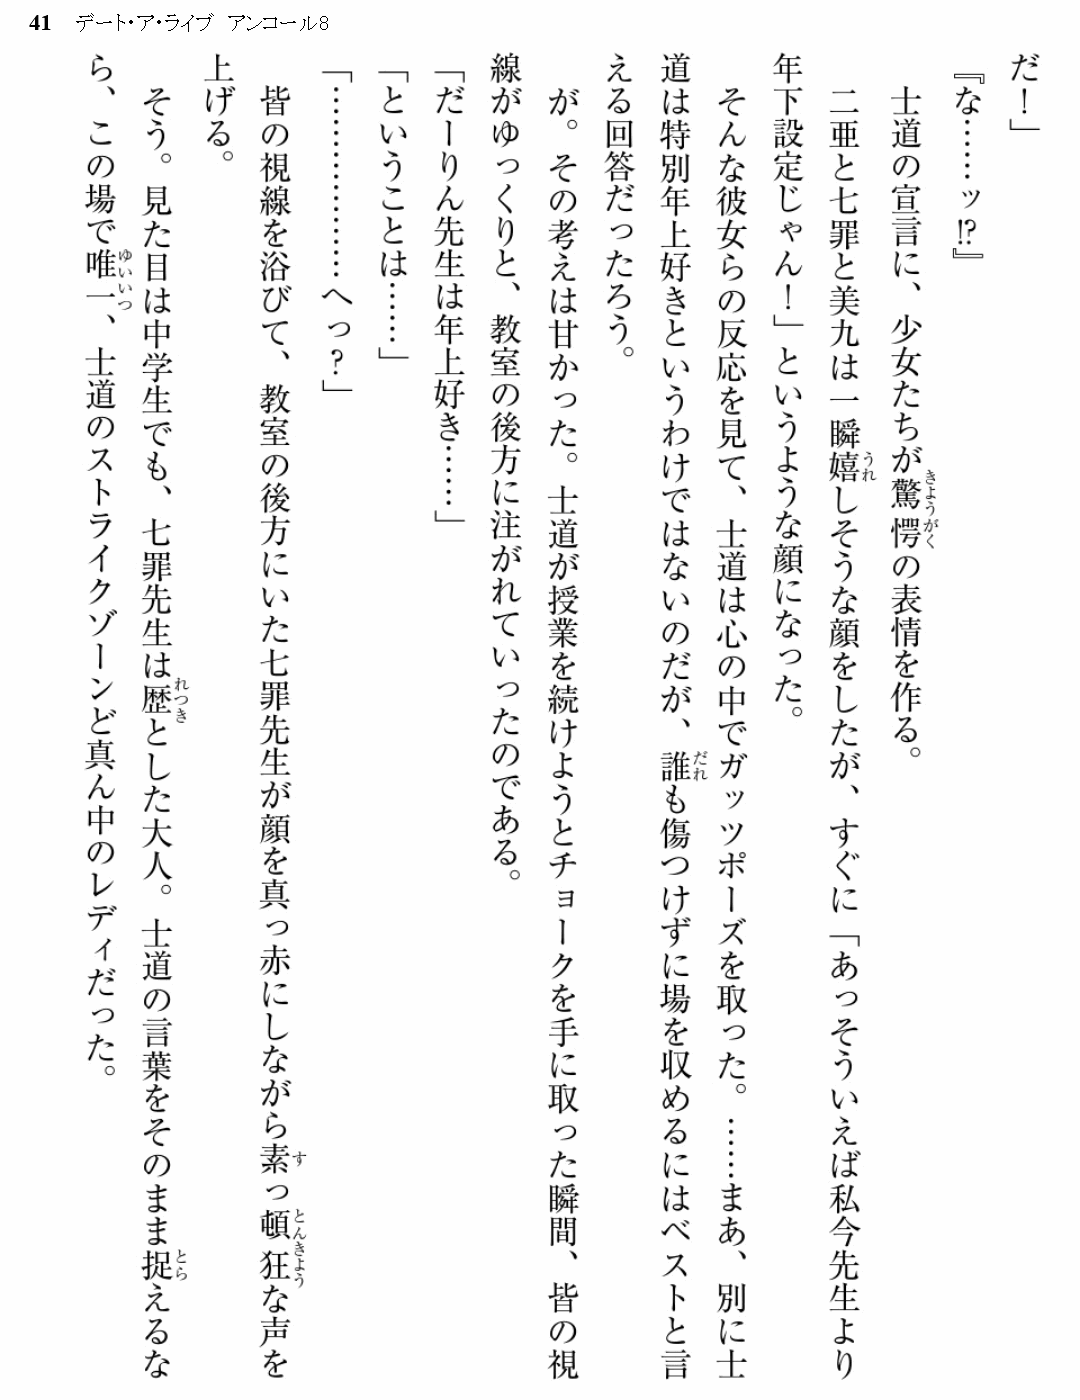 41 デート・ア・ライブ アンコール8
だ！」
『な……ッ!?』
　士道の宣言に、少女たちが驚愕の表情を作る。
　二亜と七罪と美九は一瞬嬉しそうな顔をしたが、すぐに「あっそういえば私今先生より
年下設定じゃん！」というような顔になった。
　そんな彼女らの反応を見て、士道は心の中でガッツポーズを取った。……まあ、別に士
道は特別年上好きというわけではないのだが、誰も傷つけずに場を収めるにはベストと言
える回答だったろう。
　が。その考えは甘かった。士道が授業を続けようとチョークを手に取った瞬間、皆の視
線がゆっくりと、教室の後方に注がれていったのである。
「だーりん先生は年上好き……」
「ということは……」
「………………へっ？」
　皆の視線を浴びて、教室の後方にいた七罪先生が顔を真っ赤にしながら素っ頓狂な声を
上げる。
　そう。見た目は中学生でも、七罪先生は歴とした大人。士道の言葉をそのまま捉えるな
ら、この場で唯一、士道のストライクゾーンど真ん中のレディだった。